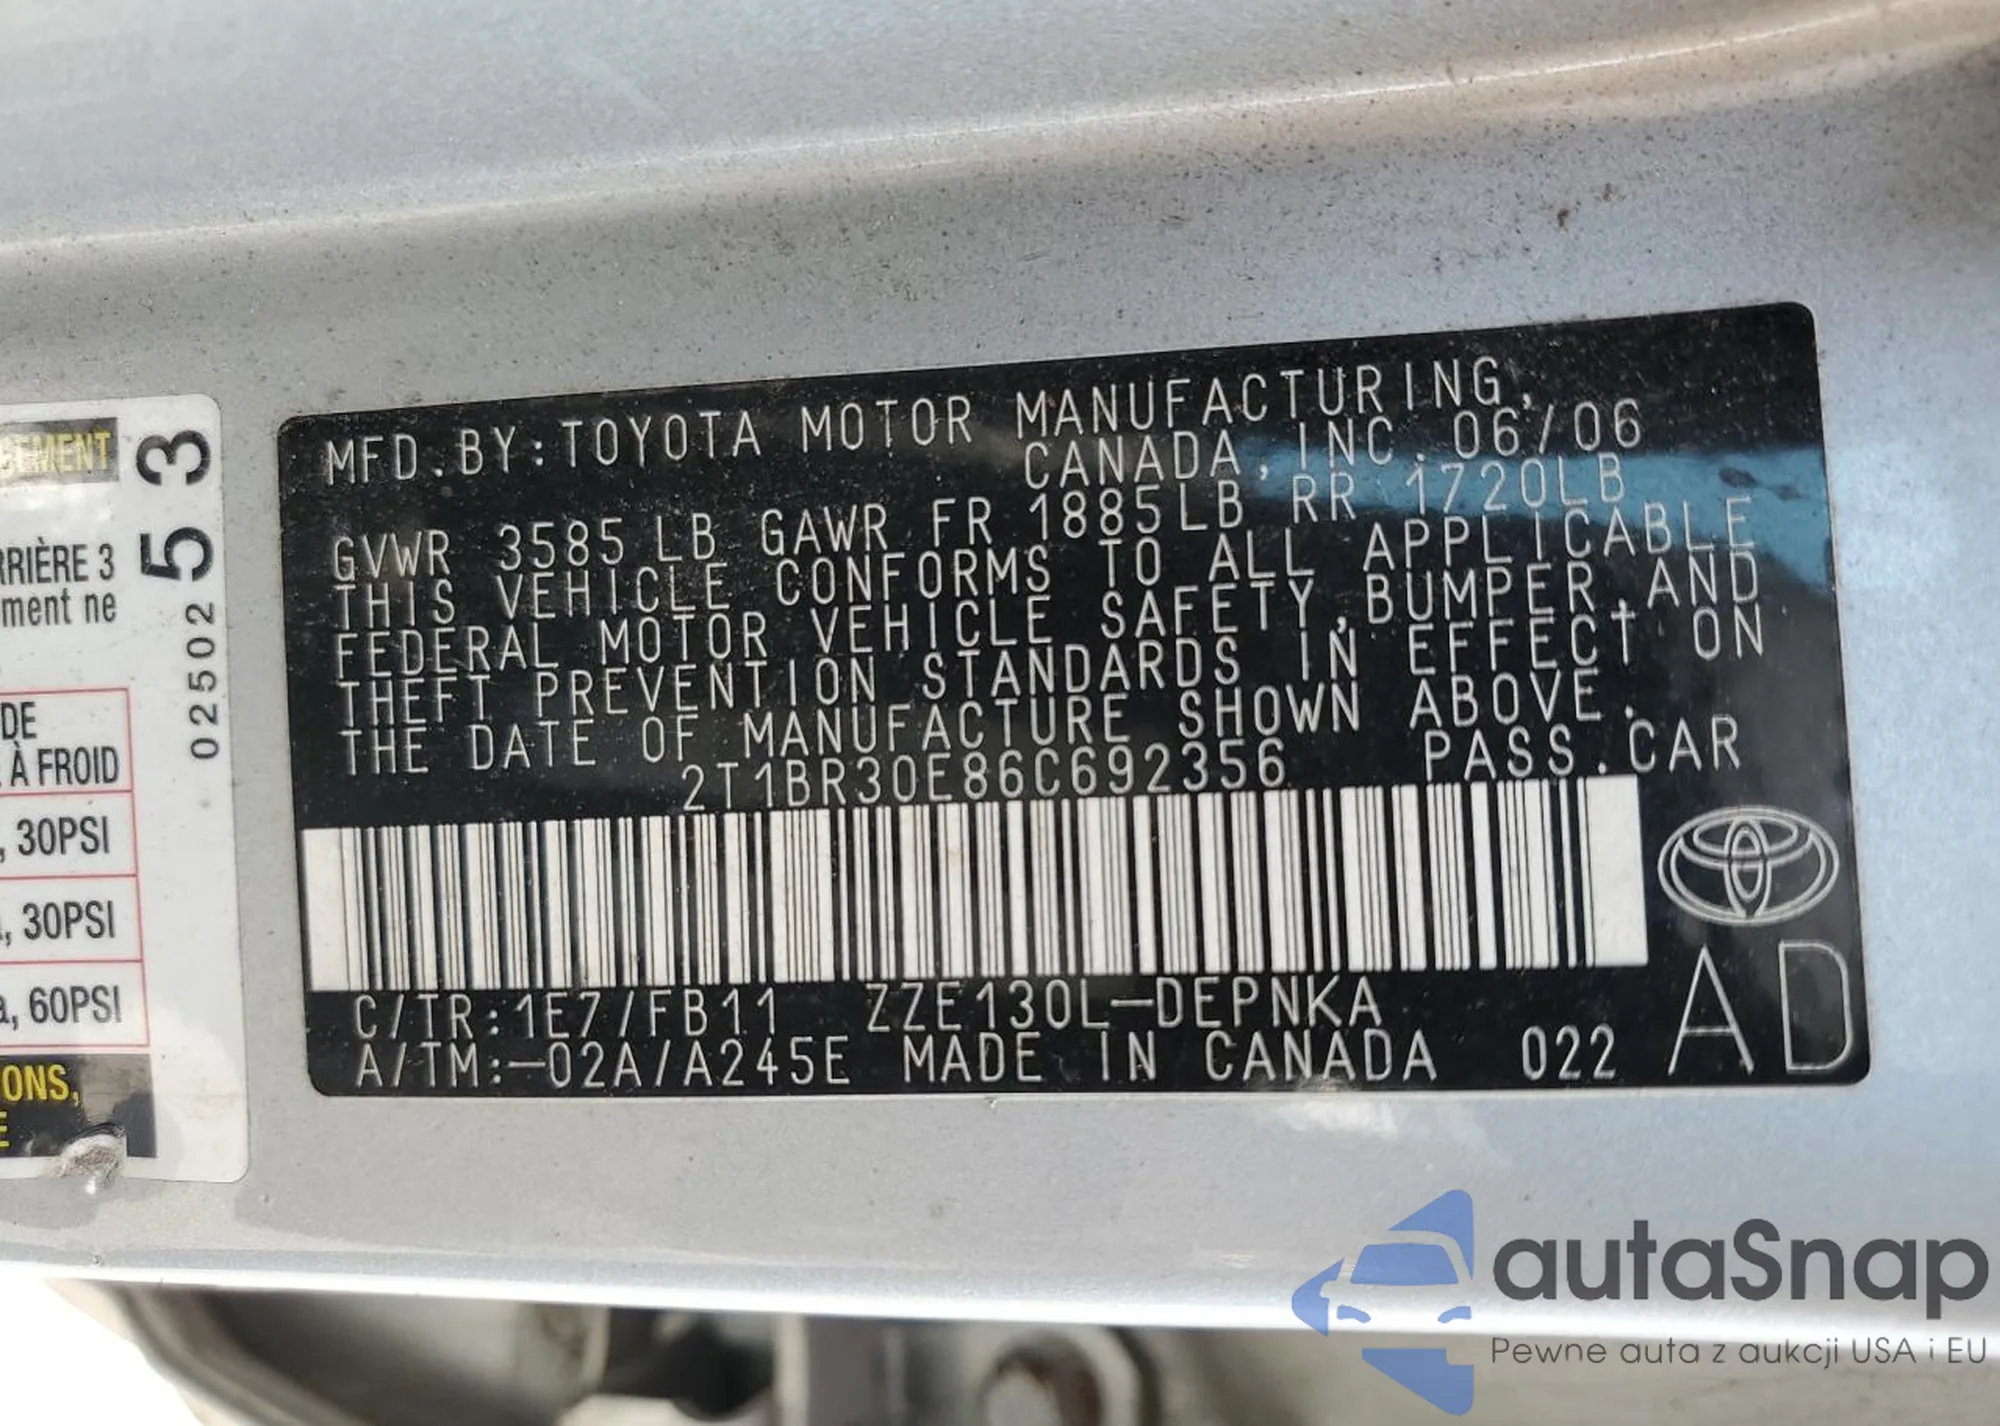 CEMENT
RRIÈRE 3
ment ne
DE
À FROID
, 30PSI
, 30PSI
a, 60PSI
ONS,
E
53
02502
MFD.BY:TOYOTA MOTOR MANUFACTURING,
CANADA,INC. 06/06
GVWR 3585LB GAWR FR 1885LB RR 1720LB
THIS VEHICLE CONFORMS TO ALL APPLICABLE
FEDERAL MOTOR VEHICLE SAFETY,BUMPER,AND
THEFT PREVENTION STANDARDS IN EFFECT ON
THE DATE OF MANUFACTURE SHOWN ABOVE.
2T1BR30E86C692356 PASS.CAR
C/TR:1E7/FB11 ZZE130L-DEPNKA
A/TM:-02A/A245E MADE IN CANADA 022
AD
autaSnap
Pewne auta z aukcji USA i EU